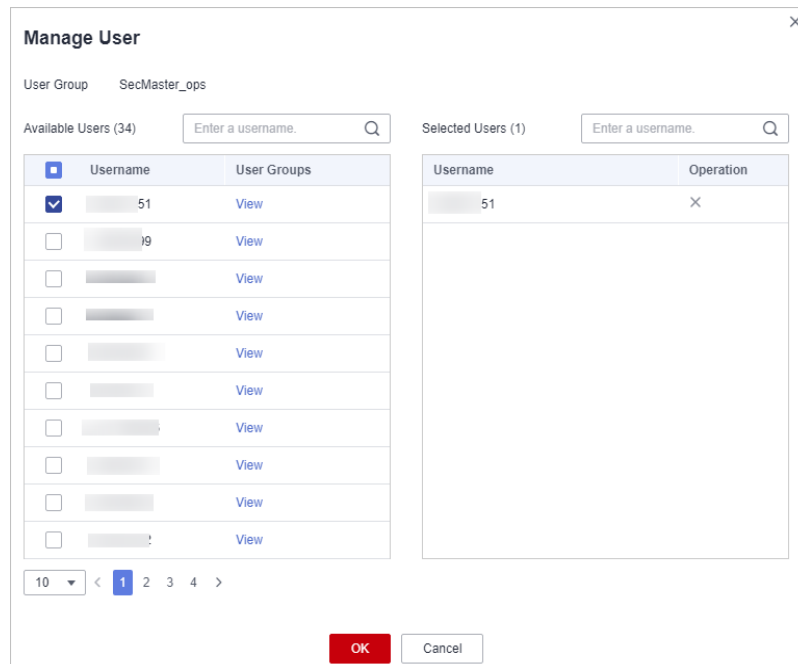 Manage User
User Group SecMaster_ops
Available Users (34) Enter a username. Selected Users (1) Enter a username.
Username User Groups Username Operation
51 View 51
99 View
View
View
View
View
View
View
View
View
10 < 1 2 3 4 >
OK Cancel